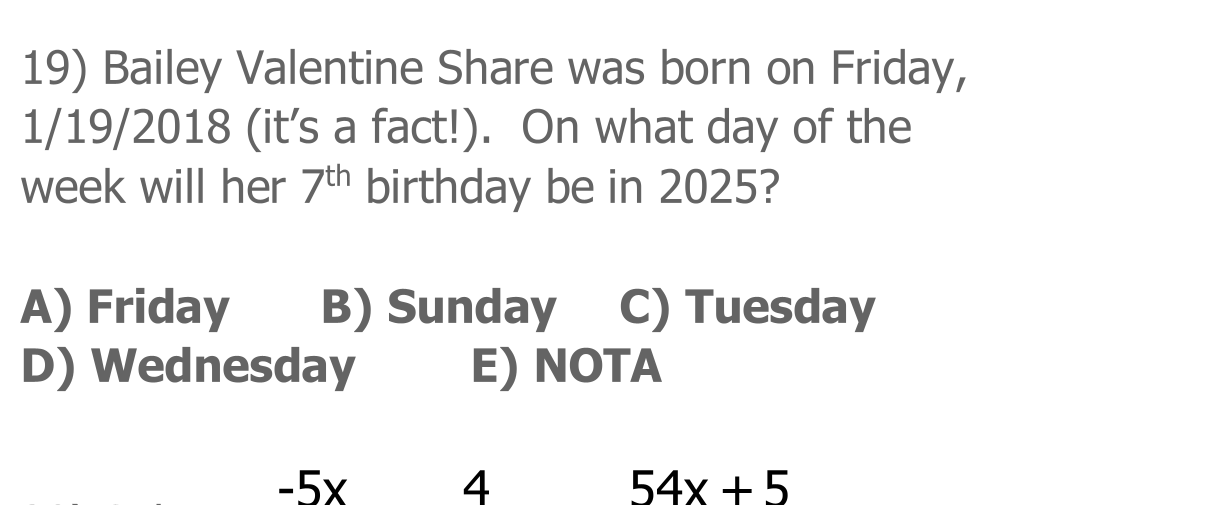 19) Bailey Valentine Share was born on Friday,
1/19/2018 (it’s a fact!).  On what day of the
week will her 7th birthday be in 2025?
A) Friday B) Sunday C) Tuesday
D) Wednesday E) NOTA
-5x 4 54x + 5